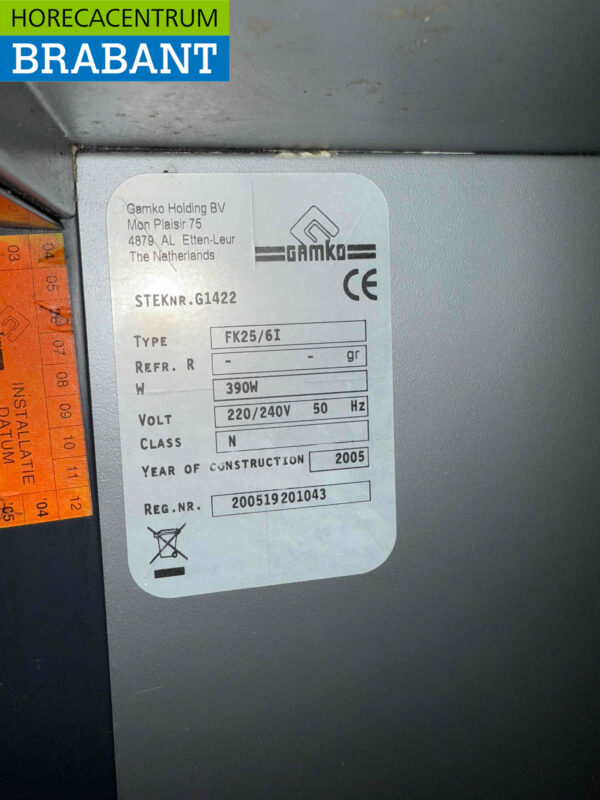 HORECACENTRUM
BRABANT
Gamko Holding BV
Mon Plaisir 75
4879 AL Etten-Leur
The Netherlands
GAMKO
CE
STEKNR.G1422
TYPE FK25/6I
REFR. R - - gr
W 390W
VOLT 220/240V 50 Hz
CLASS N
YEAR OF CONSTRUCTION 2005
REG.NR. 200519201043
03
04 05 07 08 09 10 11 12
INSTALLATIE
DATUM
'04
'05